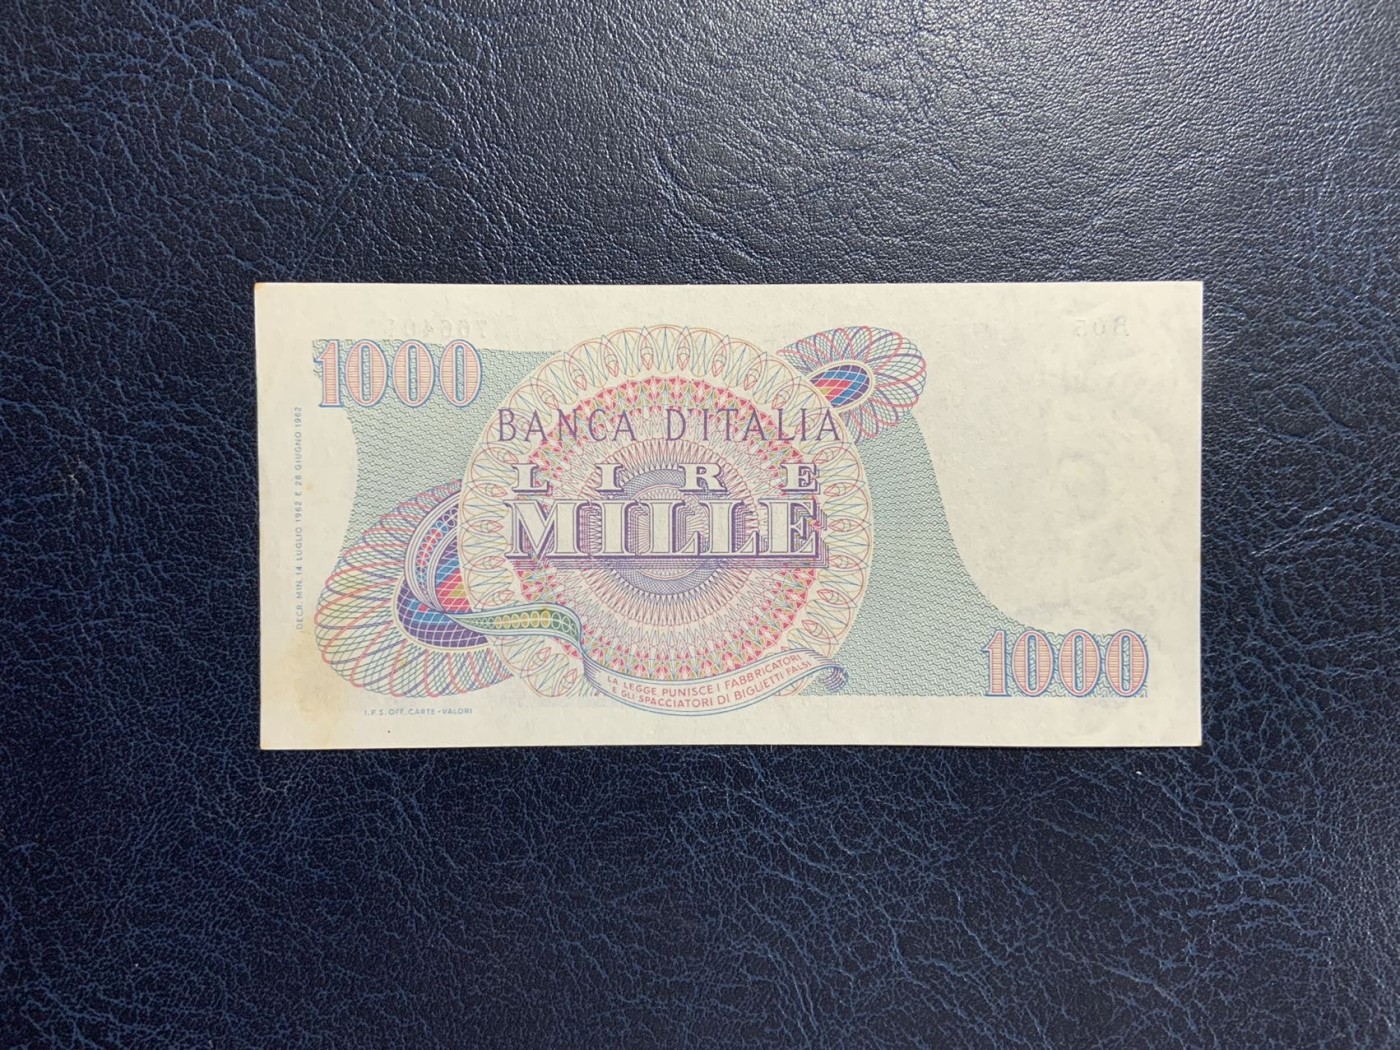 1000
BANCA D'ITALIA
LIRE
MILLE
DECR. MIN. 14 LUGLIO 1962 E 28 GIUGNO 1962
LA LEGGE PUNISCE I FABBRICATORI
E GLI SPACCIATORI DI BIGLIETTI FALSI
1000
I.P.S. OFF. CARTE-VALORI